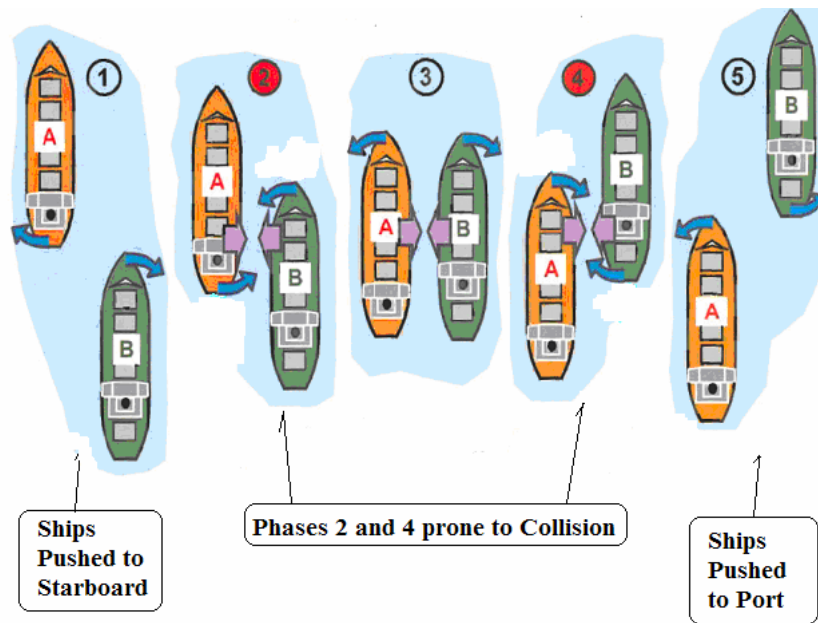 1
2
3
4
5
A
B
A
B
A
B
A
B
A
B
Ships
Pushed to
Starboard
Phases 2 and 4 prone to Collision
Ships
Pushed
to Port